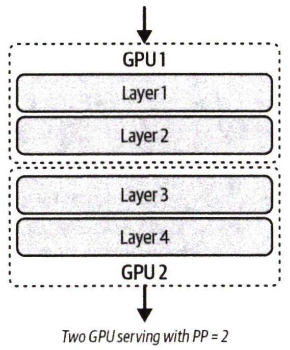 GPU 1
Layer 1
Layer 2
Layer 3
Layer 4
GPU 2
Two GPU serving with PP = 2